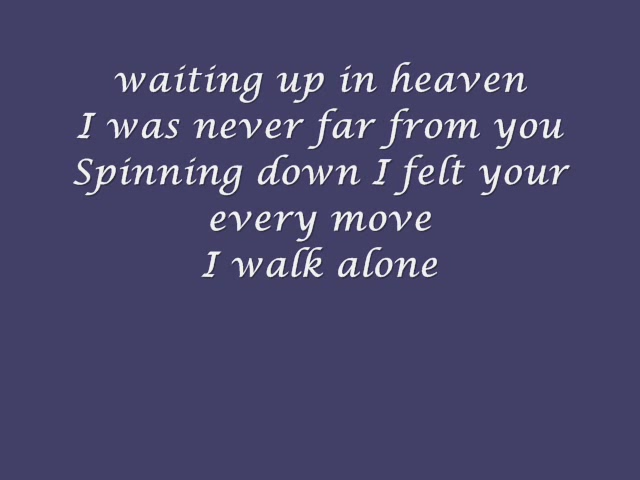 waiting up in heaven
I was never far from you
Spinning down I felt your
every move
I walk alone